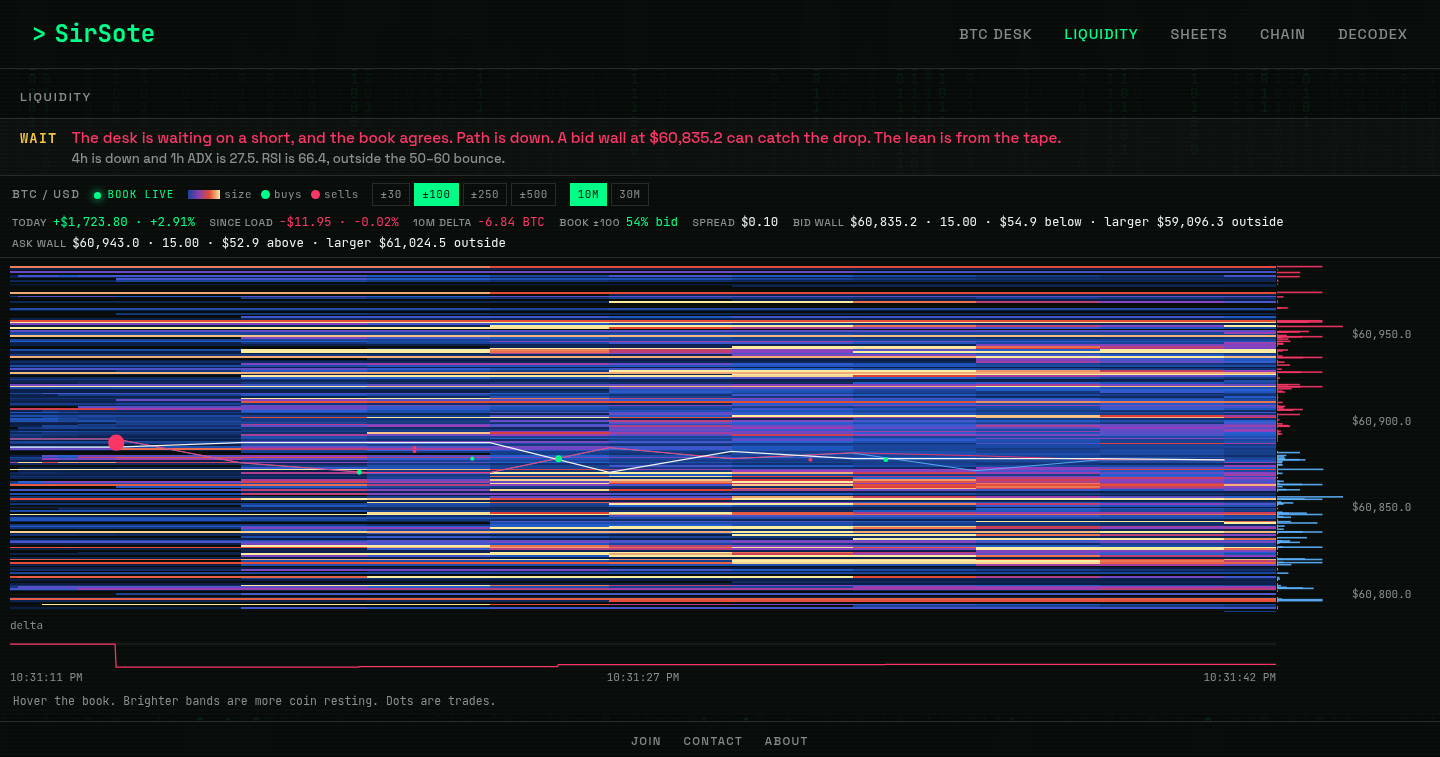 > SirSote
BTC DESK LIQUIDITY SHEETS CHAIN DECODEX
LIQUIDITY
WAIT The desk is waiting on a short, and the book agrees. Path is down. A bid wall at $60,835.2 can catch the drop. The lean is from the tape.
4h is down and 1h ADX is 27.5. RSI is 66.4, outside the 50–60 bounce.
BTC / USD BOOK LIVE size buys sells ±30 ±100 ±250 ±500 10M 30M
TODAY +$1,723.80 · +2.91% SINCE LOAD -$11.95 · -0.02% 10M DELTA -6.84 BTC BOOK ±100 54% bid SPREAD $0.10 BID WALL $60,835.2 · 15.00 · $54.9 below · larger $59,096.3 outside
ASK WALL $60,943.0 · 15.00 · $52.9 above · larger $61,024.5 outside
$60,950.0
$60,900.0
$60,850.0
$60,800.0
delta
10:31:11 PM 10:31:27 PM 10:31:42 PM
Hover the book. Brighter bands are more coin resting. Dots are trades.
JOIN CONTACT ABOUT